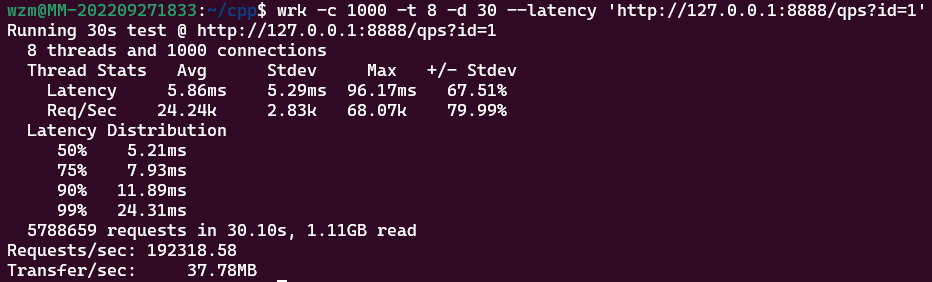 wzm@MM-202209271833:~/cpp$ wrk -c 1000 -t 8 -d 30 --latency 'http://127.0.0.1:8888/qps?id=1'
Running 30s test @ http://127.0.0.1:8888/qps?id=1
  8 threads and 1000 connections
  Thread Stats   Avg      Stdev     Max   +/- Stdev
    Latency     5.86ms    5.29ms  96.17ms   67.51%
    Req/Sec    24.24k     2.83k   68.07k    79.99%
  Latency Distribution
     50%    5.21ms
     75%    7.93ms
     90%   11.89ms
     99%   24.31ms
  5788659 requests in 30.10s, 1.11GB read
Requests/sec: 192318.58
Transfer/sec:     37.78MB